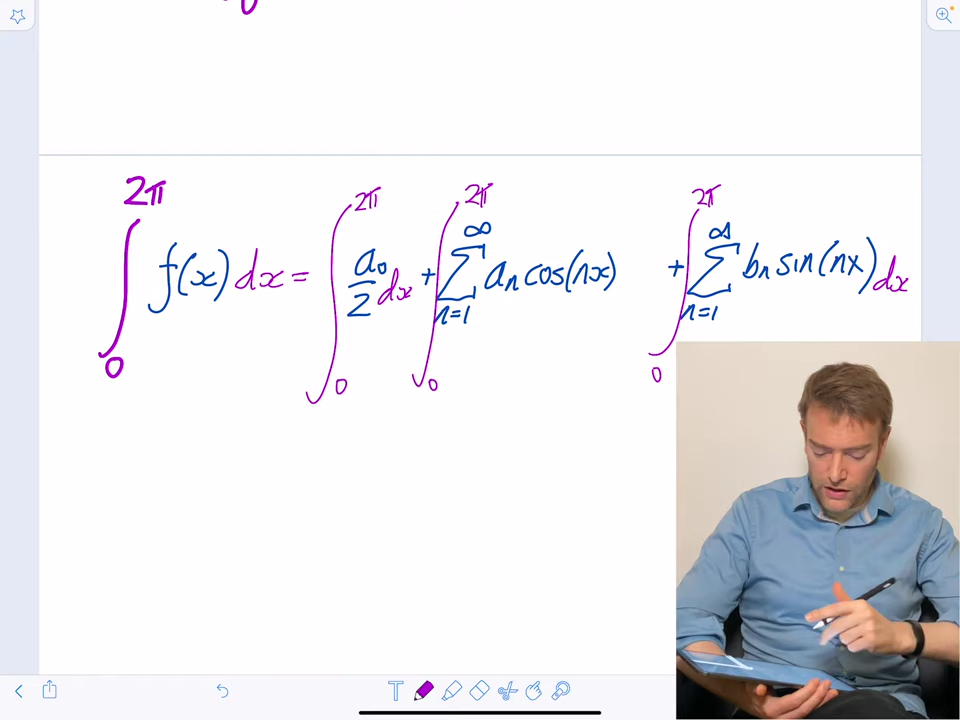 ∫₀^{2π} f(x) dx = ∫₀^{2π} a₀/2 dx + ∫₀^{2π} ∑_{n=1}^{∞} aₙ cos(nx) + ∫₀^{2π} ∑_{n=1}^{∞} bₙ sin(nx) dx
T